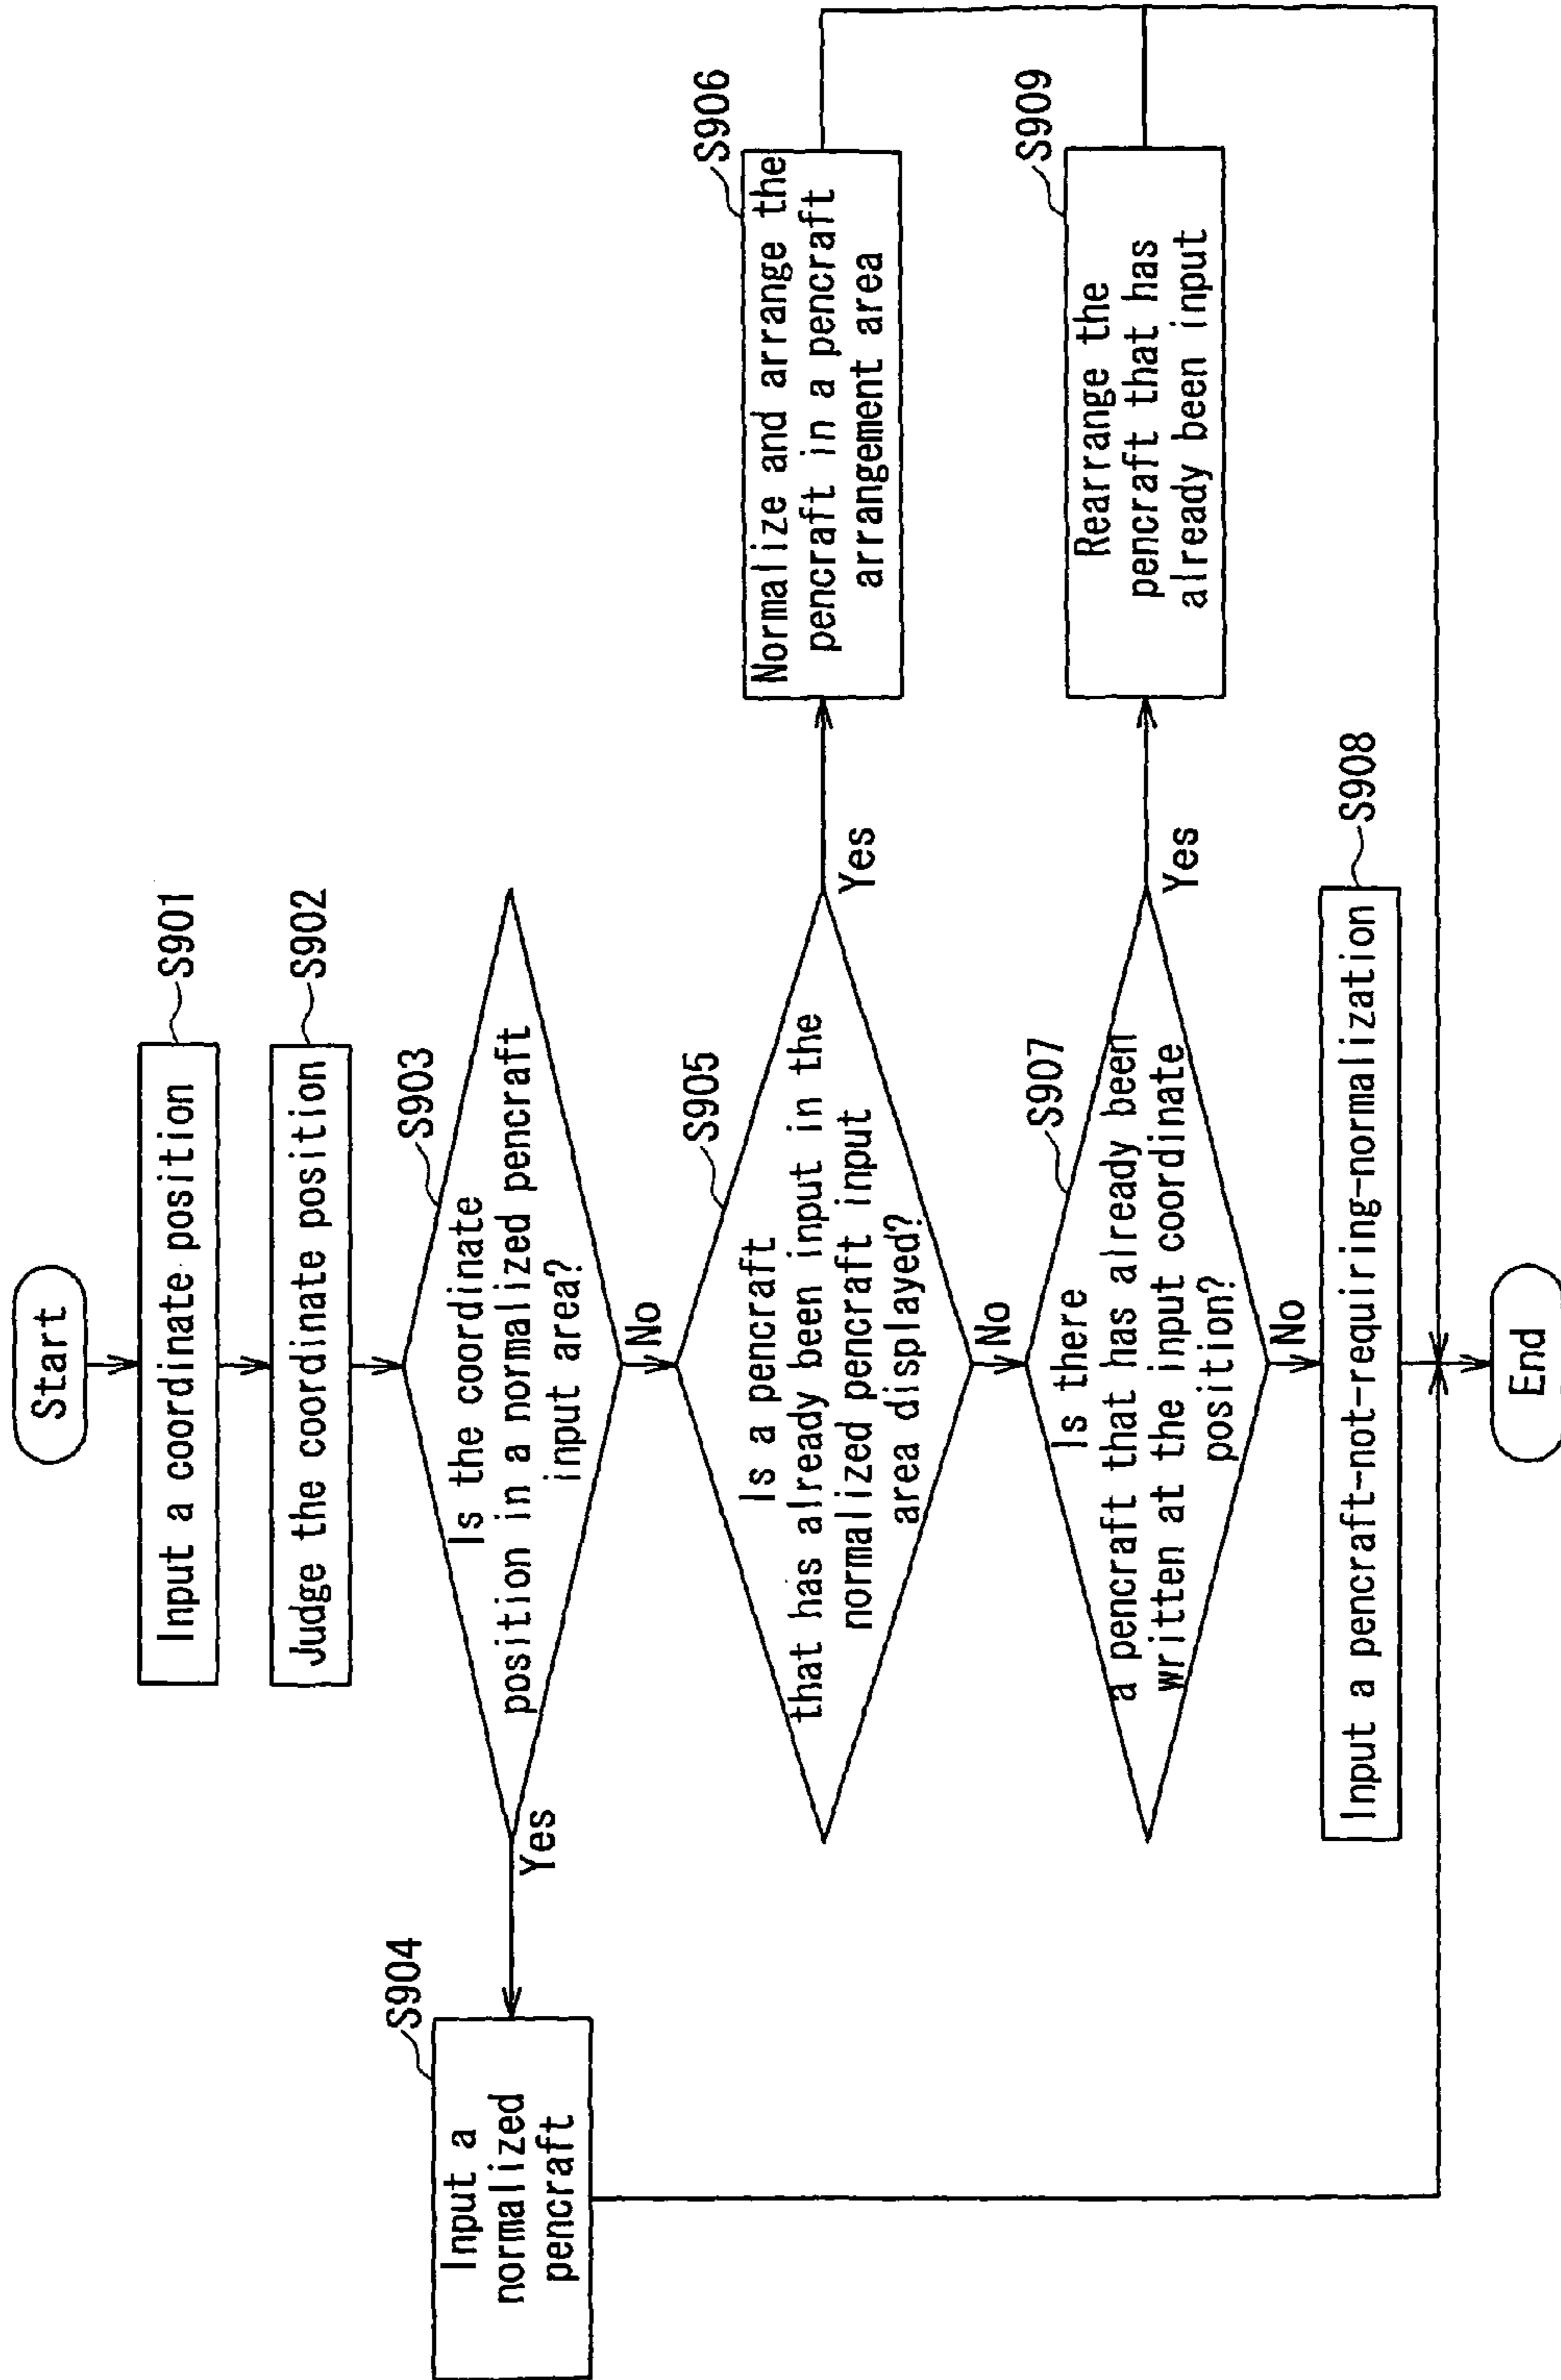 Start
Input a coordinate position
S901
Judge the coordinate position
S902
Is the coordinate
position in a normalized pencraft
input area?
S903
Yes
No
Input a
normalized
pencraft
S904
Is a pencraft
that has already been input in the
normalized pencraft input
area displayed?
S905
Yes
No
Normalize and arrange the
pencraft in a pencraft
arrangement area
S906
Is there
a pencraft that has already been
written at the input coordinate
position?
S907
Yes
No
Rearrange the
pencraft that has
already been input
S909
Input a pencraft-not-requiring-normalization
S908
End